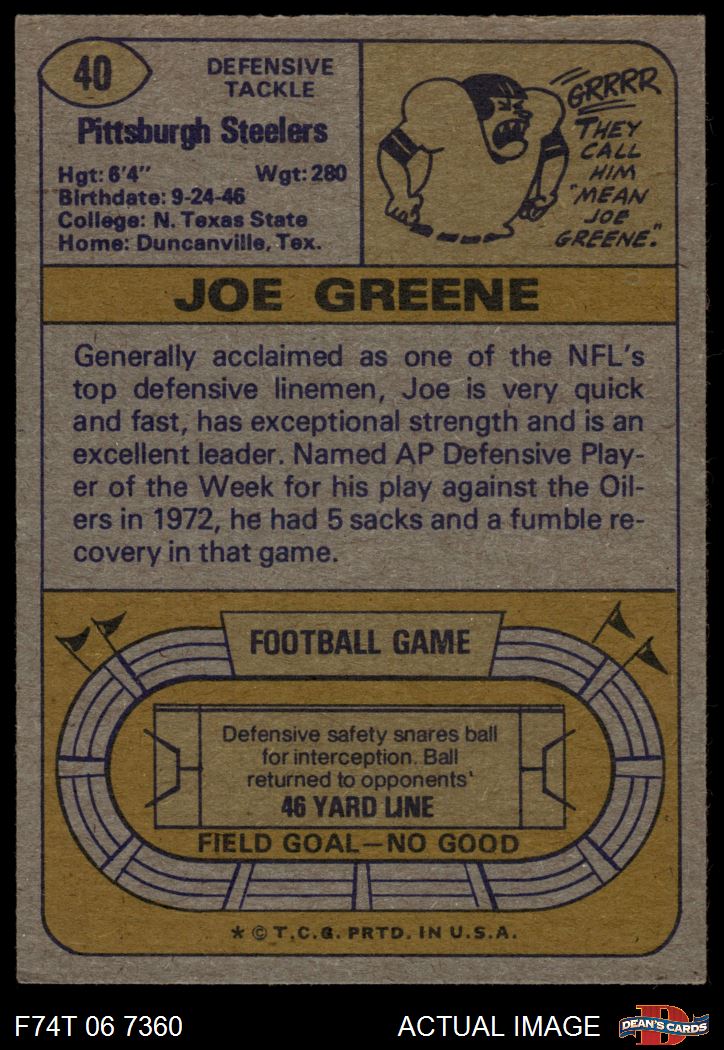 40
DEFENSIVE
TACKLE
Pittsburgh Steelers
Hgt: 6'4" Wgt: 280
Birthdate: 9-24-46
College: N. Texas State
Home: Duncanville, Tex.
GRRRR
THEY
CALL
HIM
"MEAN
JOE
GREENE."
JOE GREENE
Generally acclaimed as one of the NFL's
top defensive linemen, Joe is very quick
and fast, has exceptional strength and is an
excellent leader. Named AP Defensive Play-
er of the Week for his play against the Oil-
ers in 1972, he had 5 sacks and a fumble re-
covery in that game.
FOOTBALL GAME
Defensive safety snares ball
for interception. Ball
returned to opponents'
46 YARD LINE
FIELD GOAL—NO GOOD
* © T.C.G. PRTD. IN U.S.A.
F74T 06 7360 ACTUAL IMAGE
D
DEAN'S CARDS